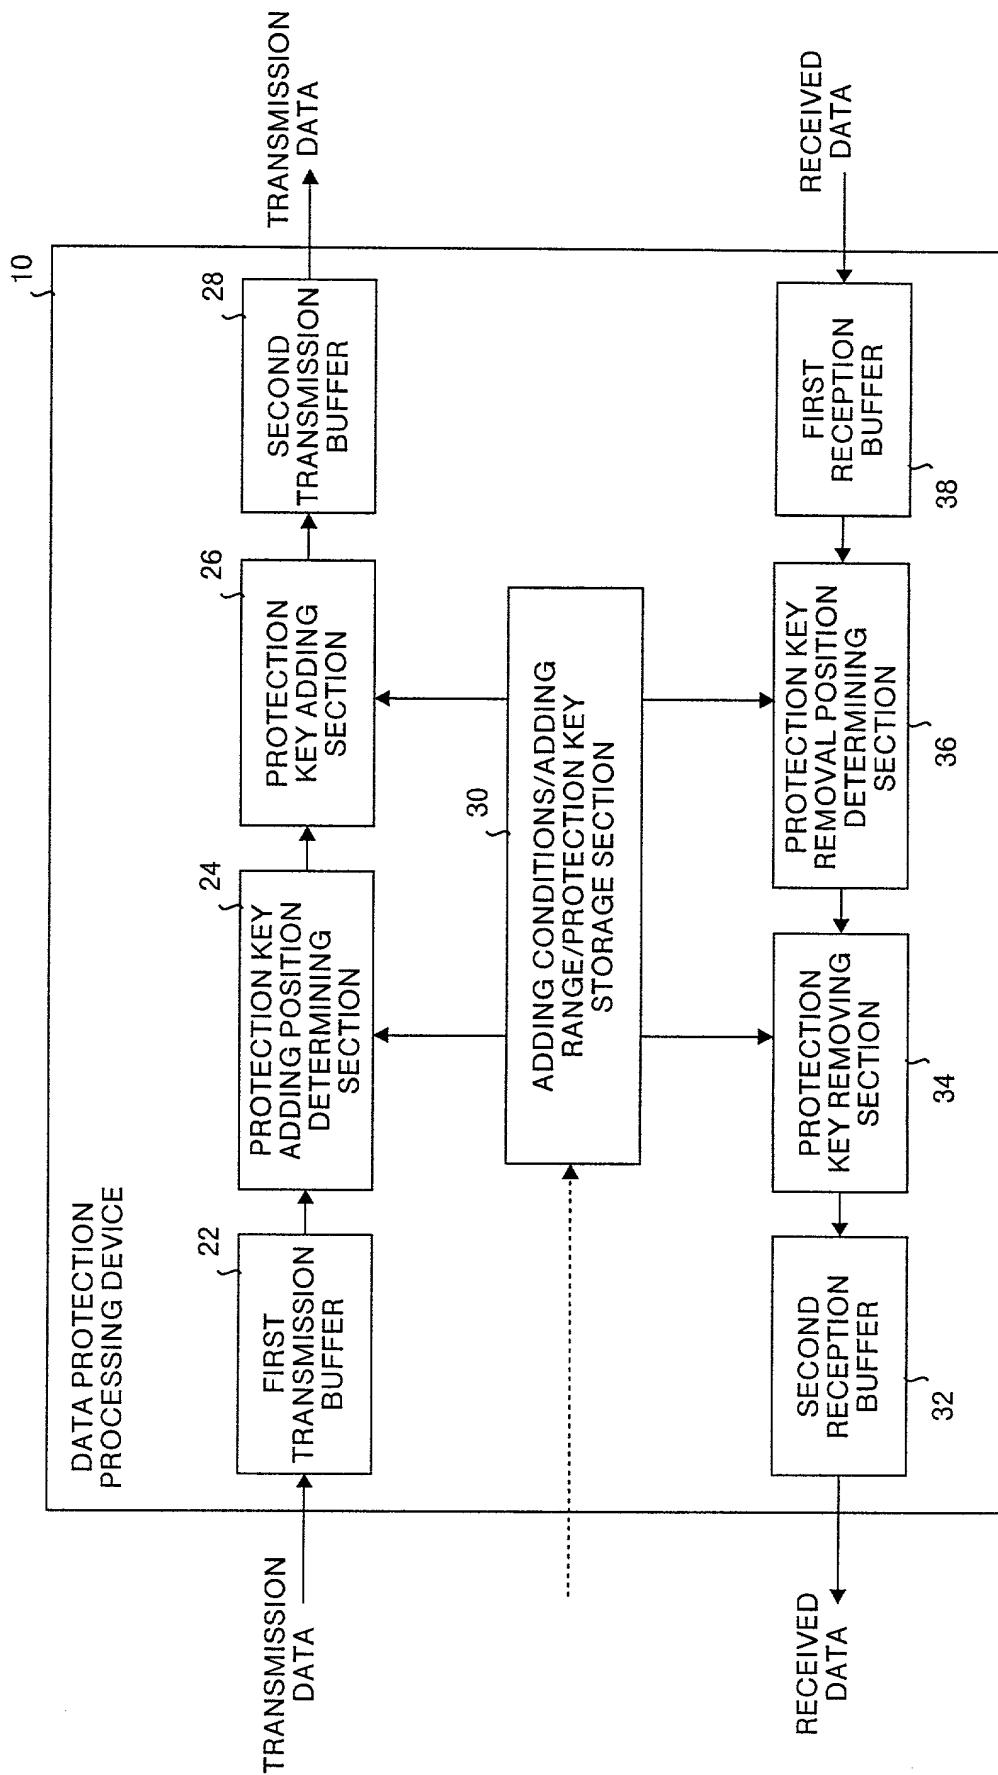 DATA PROTECTION
PROCESSING DEVICE
10
TRANSMISSION
DATA
22
FIRST
TRANSMISSION
BUFFER
24
PROTECTION KEY
ADDING POSITION
DETERMINING
SECTION
26
PROTECTION
KEY ADDING
SECTION
28
SECOND
TRANSMISSION
BUFFER
TRANSMISSION
DATA
30
ADDING CONDITIONS/ADDING
RANGE/PROTECTION KEY
STORAGE SECTION
RECEIVED
DATA
SECOND
RECEPTION
BUFFER
32
PROTECTION
KEY REMOVING
SECTION
34
PROTECTION KEY
REMOVAL POSITION
DETERMINING
SECTION
36
FIRST
RECEPTION
BUFFER
38
RECEIVED
DATA